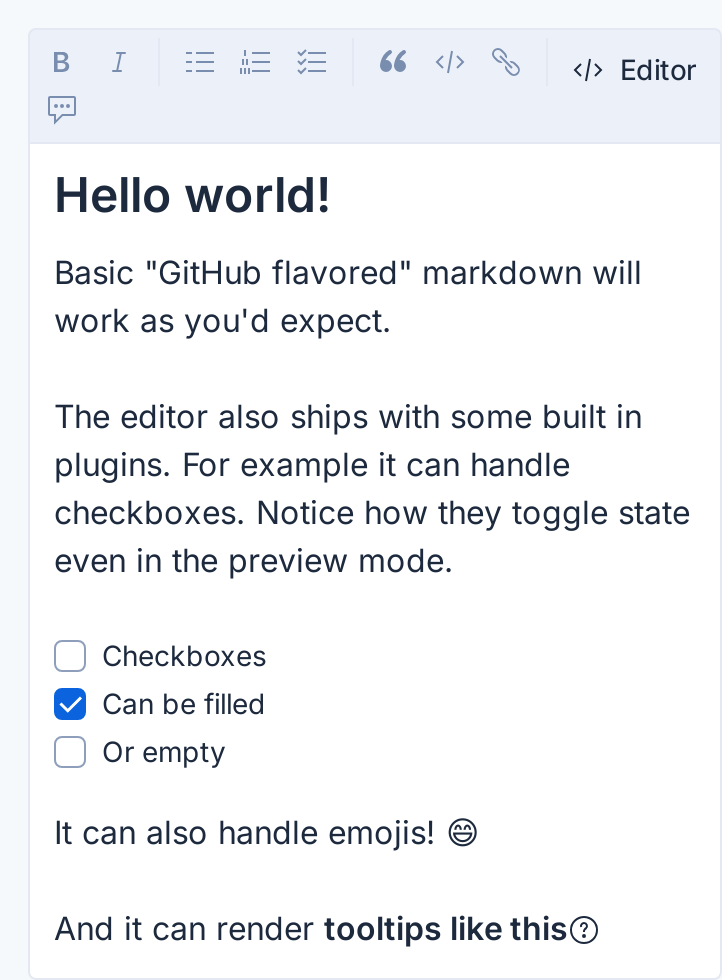 B I Editor
Hello world!
Basic "GitHub flavored" markdown will
work as you'd expect.
The editor also ships with some built in
plugins. For example it can handle
checkboxes. Notice how they toggle state
even in the preview mode.
Checkboxes
Can be filled
Or empty
It can also handle emojis! 😄
And it can render tooltips like this